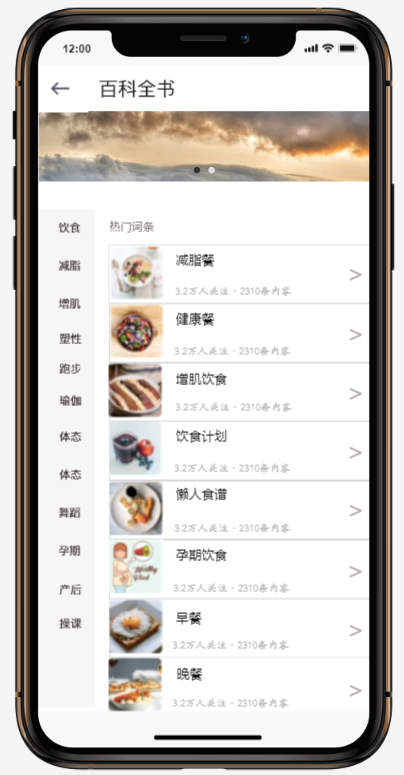 12:00
百科全书
饮食
减脂
增肌
塑性
跑步
瑜伽
体态
体态
舞蹈
孕期
产后
操课
热门词条
减脂餐
3.2万人关注 · 2310条内容
健康餐
3.2万人关注 · 2310条内容
增肌饮食
3.2万人关注 · 2310条内容
饮食计划
3.2万人关注 · 2310条内容
懒人食谱
3.2万人关注 · 2310条内容
孕期饮食
3.2万人关注 · 2310条内容
Healthy
Food
早餐
3.2万人关注 · 2310条内容
晚餐
3.2万人关注 · 2310条内容